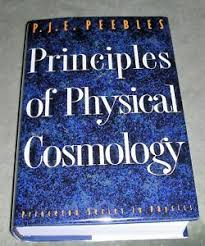 P.J.E. PEEBLES
Principles
of Physical
Cosmology
Princeton Series in Physics